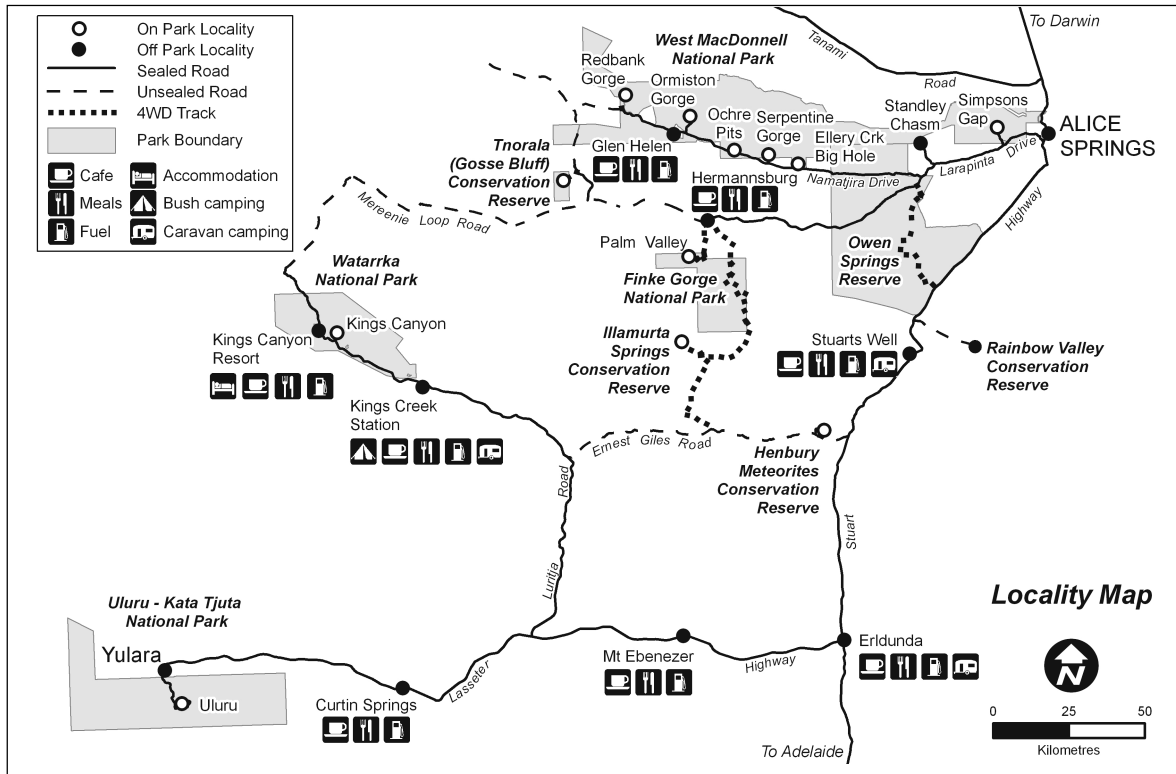 On Park Locality
Off Park Locality
Sealed Road
Unsealed Road
4WD Track
Park Boundary
Cafe
Accommodation
Meals
Bush camping
Fuel
Caravan camping
To Darwin
Tanami
Road
West MacDonnell
National Park
Redbank
Gorge
Ormiston
Gorge
Ochre
Pits
Serpentine
Gorge
Ellery Crk
Big Hole
Standley
Chasm
Simpsons
Gap
ALICE
SPRINGS
Larapinta Drive
Namatjira Drive
Glen Helen
Tnorala
(Gosse Bluff)
Conservation
Reserve
Hermannsburg
Highway
Mereenie Loop Road
Palm Valley
Finke Gorge
National Park
Owen
Springs
Reserve
Watarrka
National Park
Kings Canyon
Kings Canyon
Resort
Illamurta
Springs
Conservation
Reserve
Stuarts Well
Rainbow Valley
Conservation
Reserve
Kings Creek
Station
Ernest Giles Road
Henbury
Meteorites
Conservation
Reserve
Road
Luritja
Stuart
Locality Map
Uluru - Kata Tjuta
National Park
Yulara
Uluru
Curtin Springs
Lasseter
Mt Ebenezer
Highway
Erldunda
To Adelaide
N
0 25 50
Kilometres